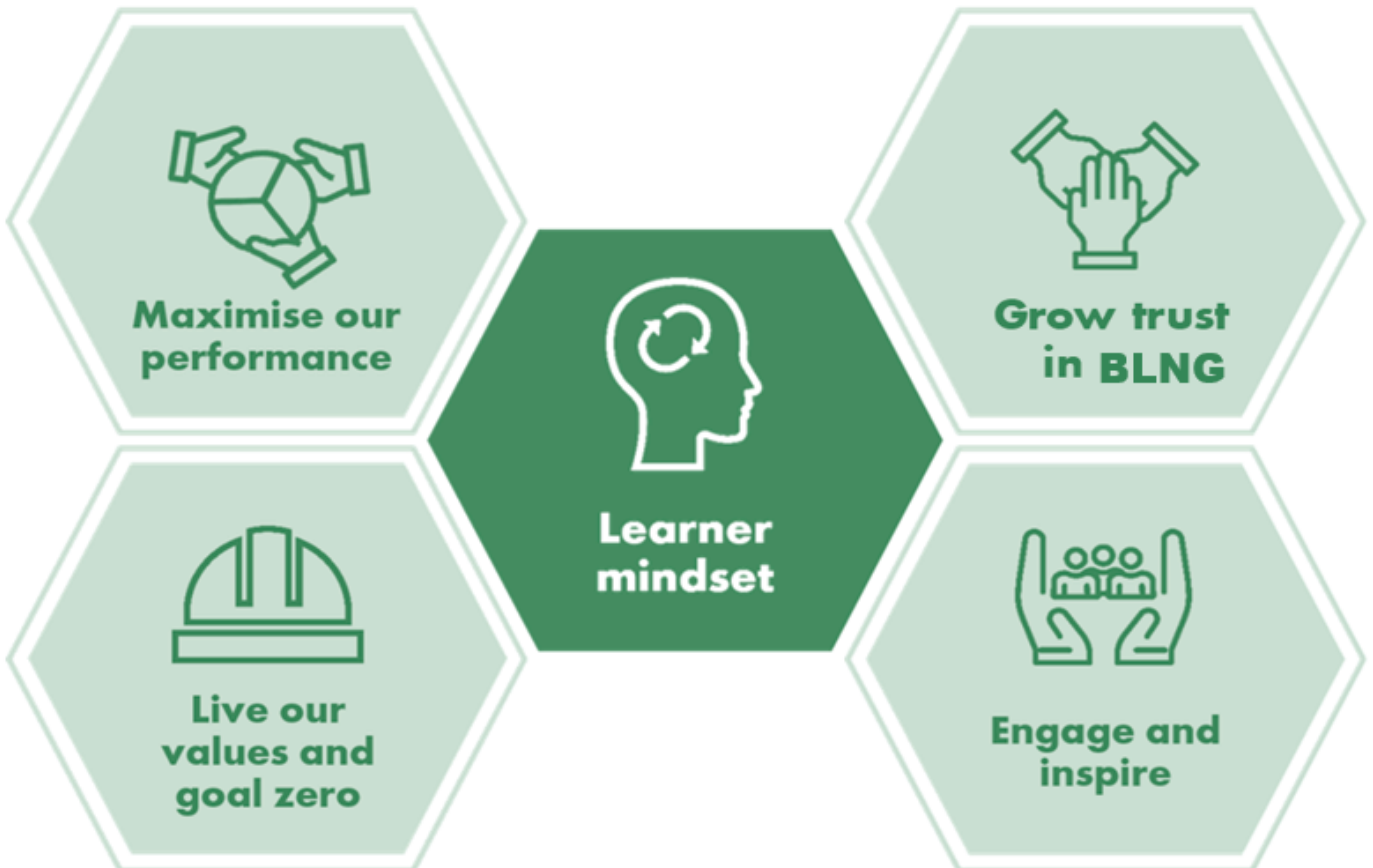 Maximise our
performance
Grow trust
in BLNG
Learner
mindset
Live our
values and
goal zero
Engage and
inspire